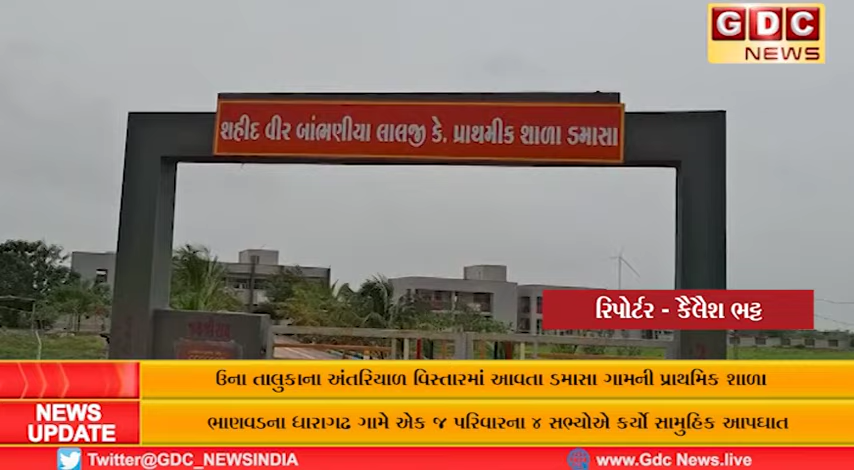 GDC
NEWS
શહીદ વીર બાંભણીયા લાલજી કે. પ્રાથમીક શાળા ડમાસા
રિપોર્ટર - કૈલૈશ ભટ્ટ
ઉના તાલુકાના અંતરિયાળ વિસ્તારમાં આવતા ડમાસા ગામની પ્રાથમિક શાળા
NEWS UPDATE
ભાણવડના ધારાગઢ ગામે એક જ પરિવારના ૪ સભ્યોએ કર્યો સામુહિક આપઘાત
Twitter@GDC_NEWSINDIA
www.Gdc News.live